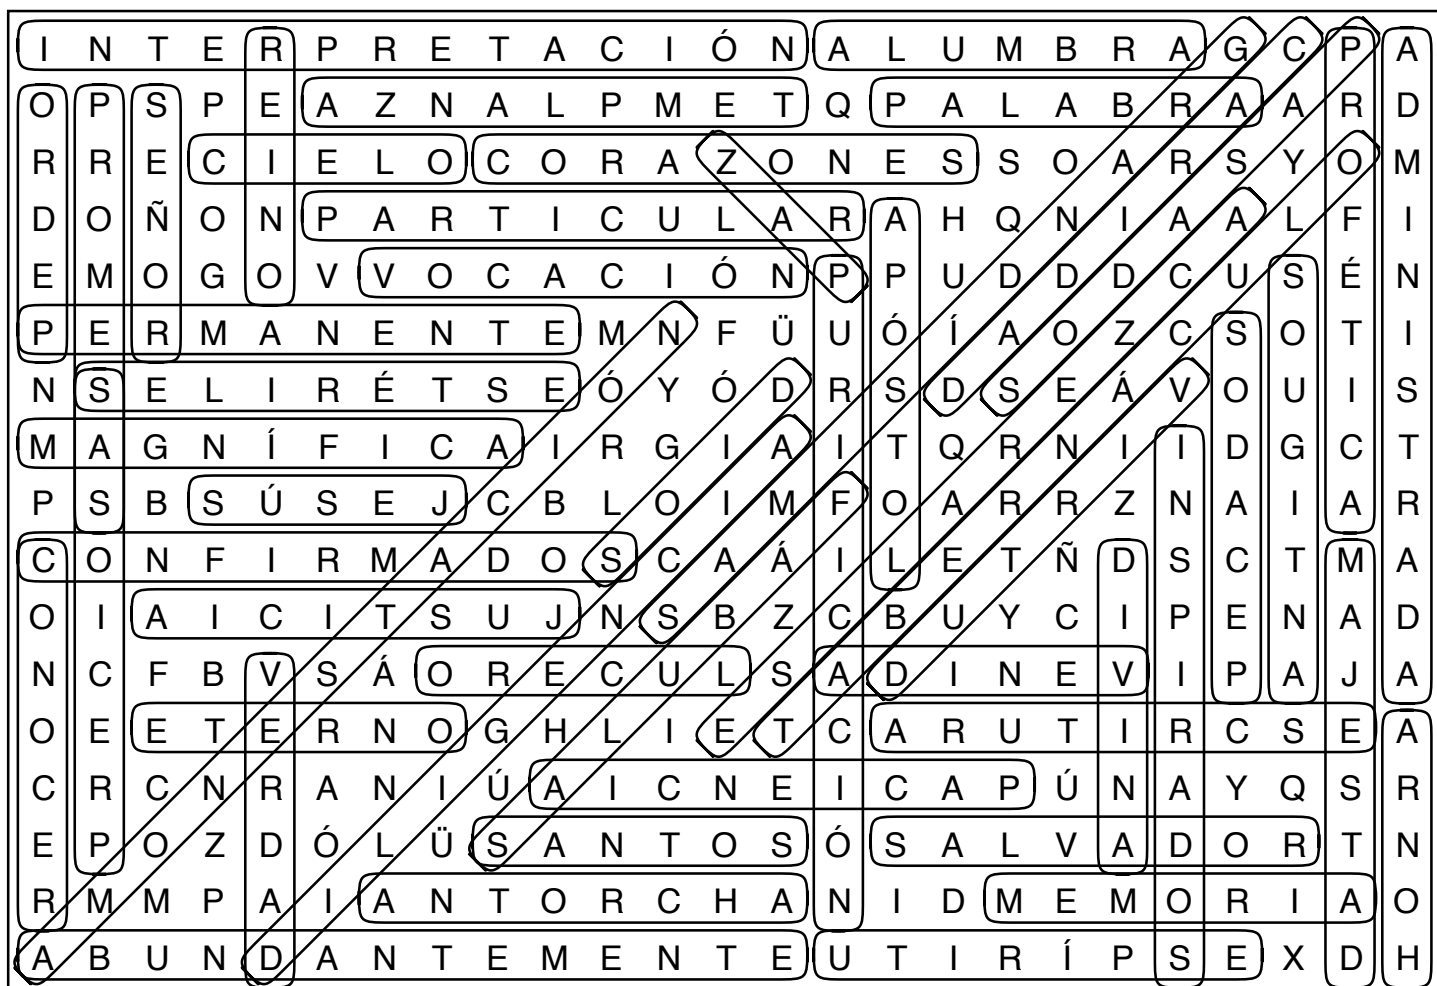 I N T E R P R E T A C I Ó N A L U M B R A G C P A
O P S P E A Z N A L P M E T Q P A L A B R A A R D
R R E C I E L O C O R A Z O N E S S O A R S Y O M
D O Ñ O N P A R T I C U L A R A H Q N I A A L F I
E M O G O V V O C A C I Ó N P P U D D D C U S É N
P E R M A N E N T E M N F Ü U Ó Í A O Z C S O T I
N S E L I R É T S E Ó Y Ó D R S D S E Á V O U I S
M A G N Í F I C A I R G I A I T Q R N I I D G C T
P S B S Ú S E J C B L O I M F O A R R Z N A I A R
C O N F I R M A D O S C A Á I L E T Ñ D S C T M A
O I A I C I T S U J N S B Z C B U Y C I P E N A D
N C F B V S Á O R E C U L S A D I N E V I P A J A
O E E T E R N O G H L I E T C A R U T I R C S E A
C R C N R A N I Ú A I C N E I C A P Ú N A Y Q S R
E P O Z D Ó L Ü S A N T O S Ó S A L V A D O R T N
R M M P A I A N T O R C H A N I D M E M O R I A O
A B U N D A N T E M E N T E U T I R Í P S E X D H